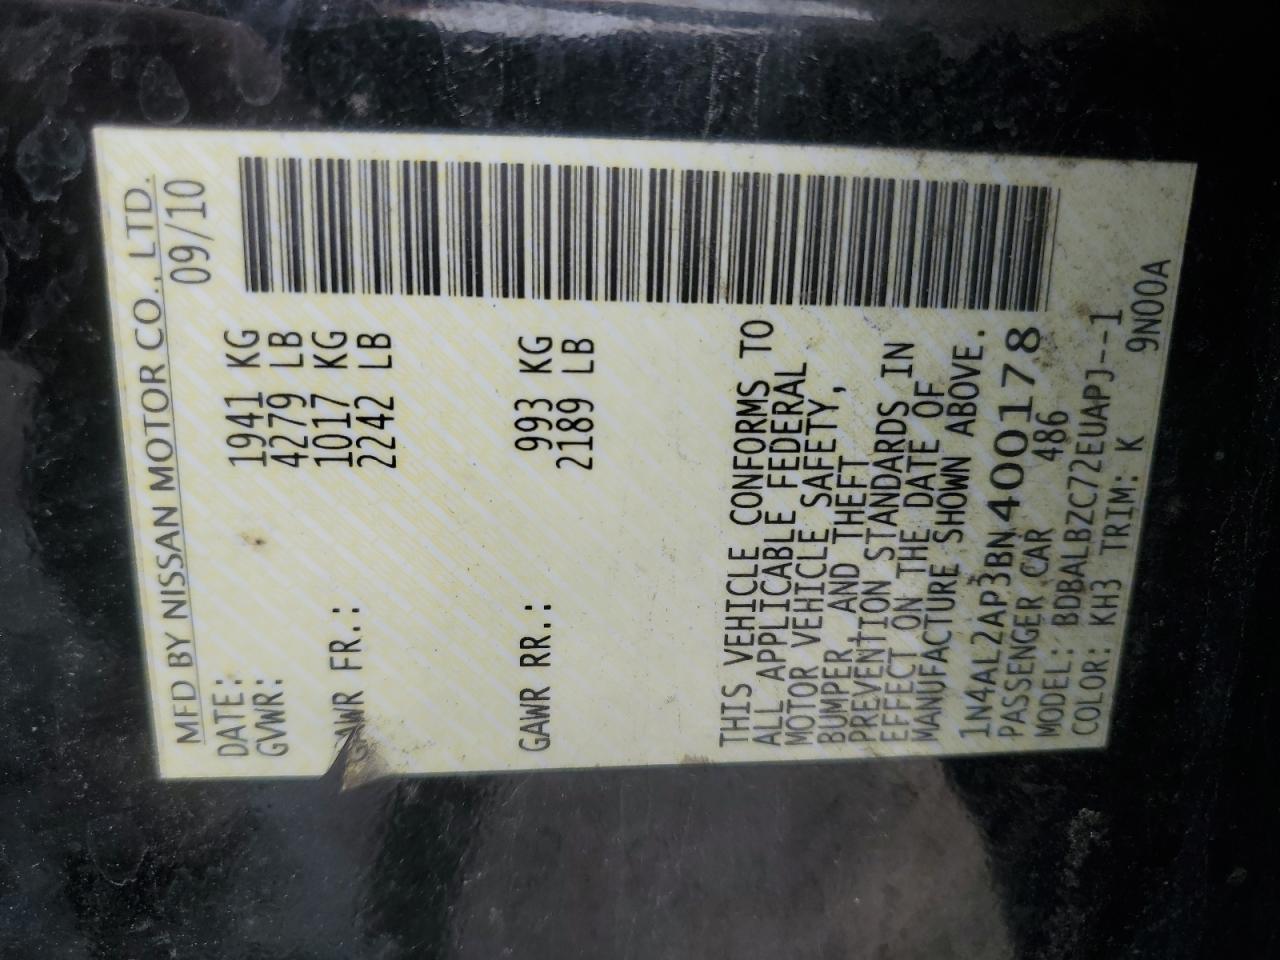 MFD BY NISSAN MOTOR CO., LTD.
DATE: 09/10
GVWR: 1941 KG
4279 LB
GAWR FR.: 1017 KG
2242 LB
GAWR RR.: 993 KG
2189 LB
THIS VEHICLE CONFORMS TO
ALL APPLICABLE FEDERAL
MOTOR VEHICLE SAFETY,
BUMPER AND THEFT
PREVENTION STANDARDS IN
EFFECT ON THE DATE OF
MANUFACTURE SHOWN ABOVE.
1N4AL2AP3BN400178
PASSENGER CAR 486
MODEL: BDBALBZC72EUAPJ--1
COLOR: KH3 TRIM: K 9N00A